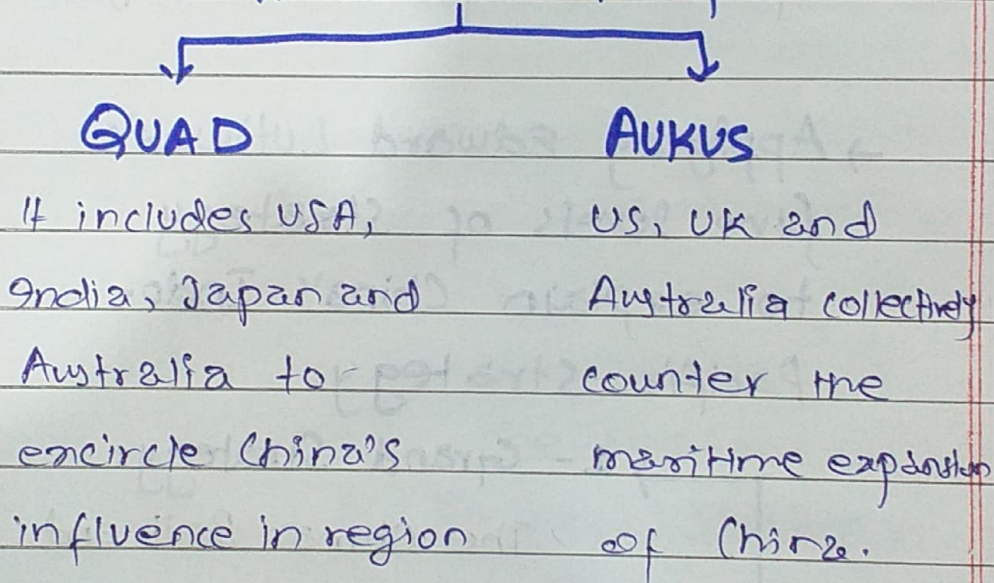 QUAD
It includes USA,
India, Japan and
Australia to
encircle China's
influence in region
AUKUS
US, UK and
Australia collectively
counter the
maritime expansion
of China.